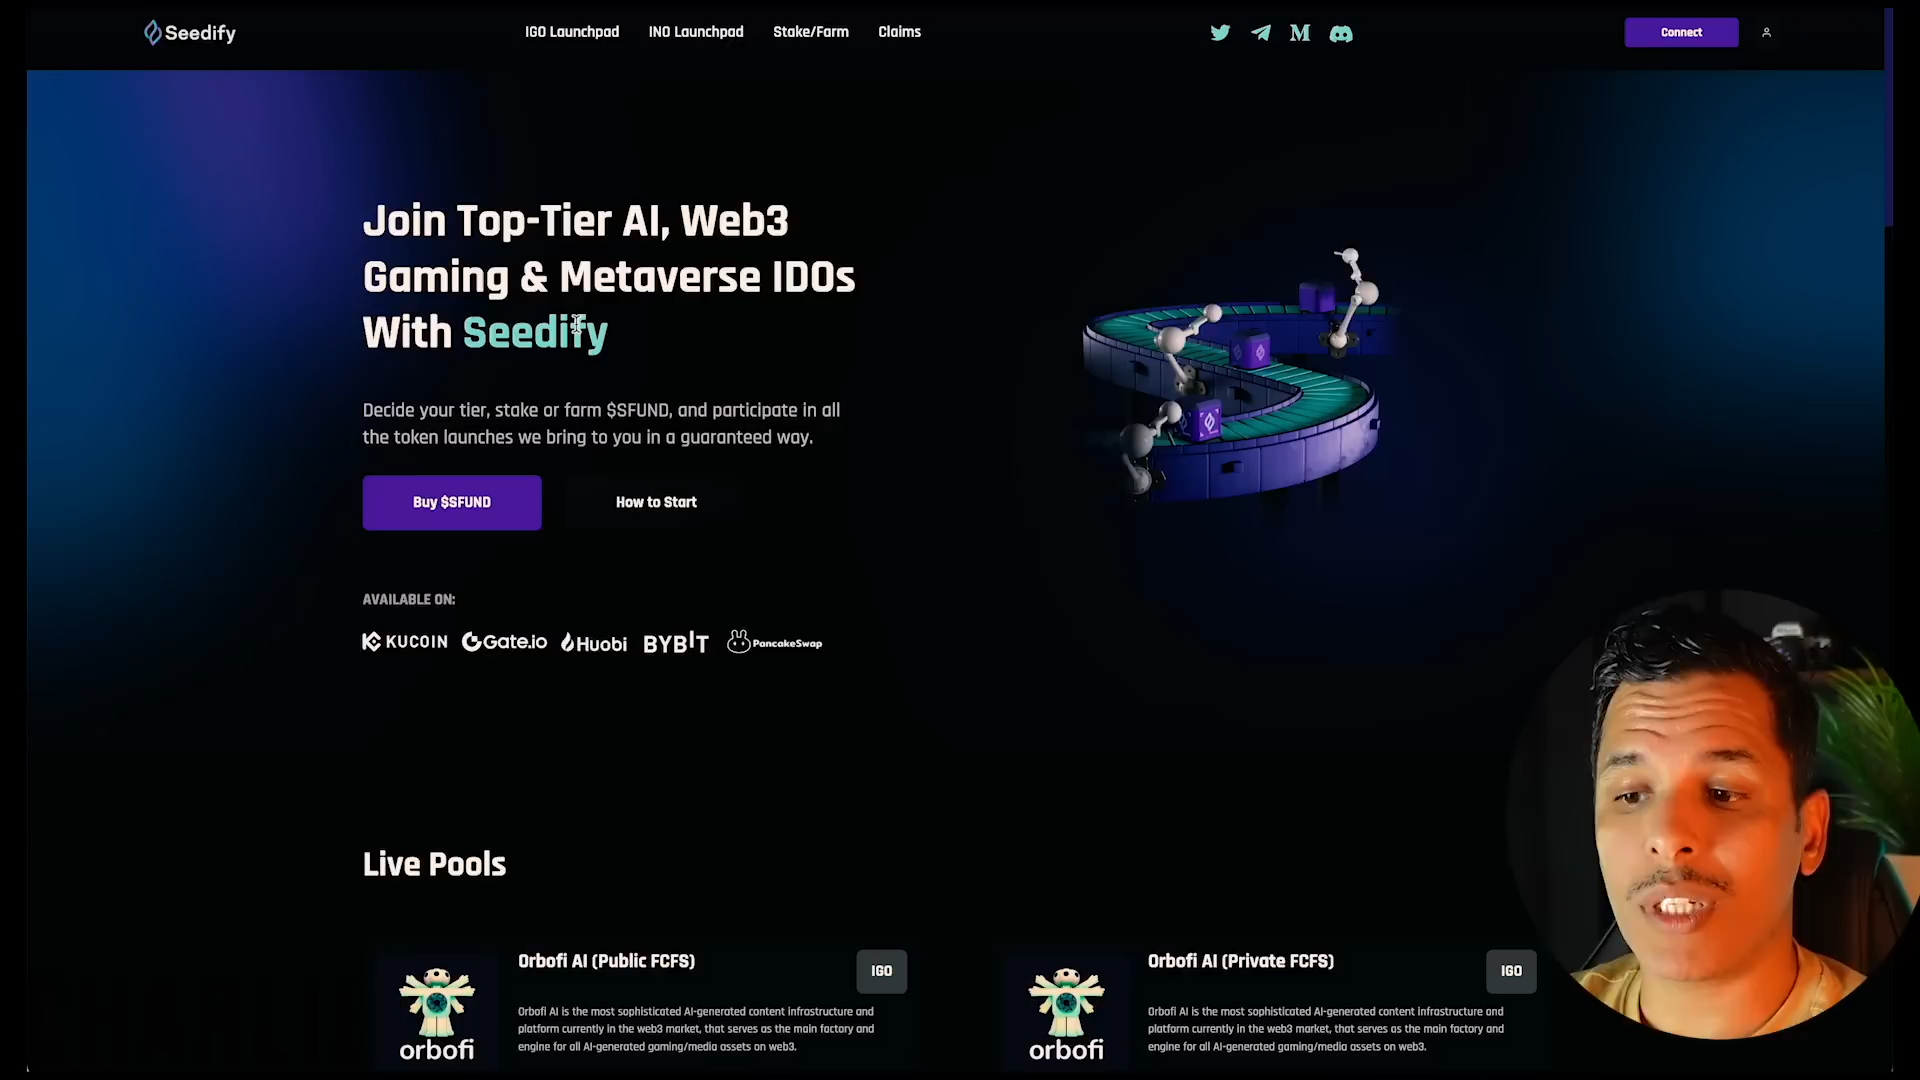 Seedify
IGO Launchpad
INO Launchpad
Stake/Farm
Claims
Connect
Join Top-Tier AI, Web3
Gaming & Metaverse IDOs
With Seedify
Decide your tier, stake or farm $SFUND, and participate in all
the token launches we bring to you in a guaranteed way.
Buy $SFUND
How to Start
AVAILABLE ON:
KUCOIN
Gate.io
Huobi
BYBIT
PancakeSwap
Live Pools
orbofi
Orbofi AI (Public FCFS)
IGO
Orbofi AI is the most sophisticated AI-generated content infrastructure and
platform currently in the web3 market, that serves as the main factory and
engine for all AI-generated gaming/media assets on web3.
orbofi
Orbofi AI (Private FCFS)
IGO
Orbofi AI is the most sophisticated AI-generated content infrastructure and
platform currently in the web3 market, that serves as the main factory and
engine for all AI-generated gaming/media assets on web3.